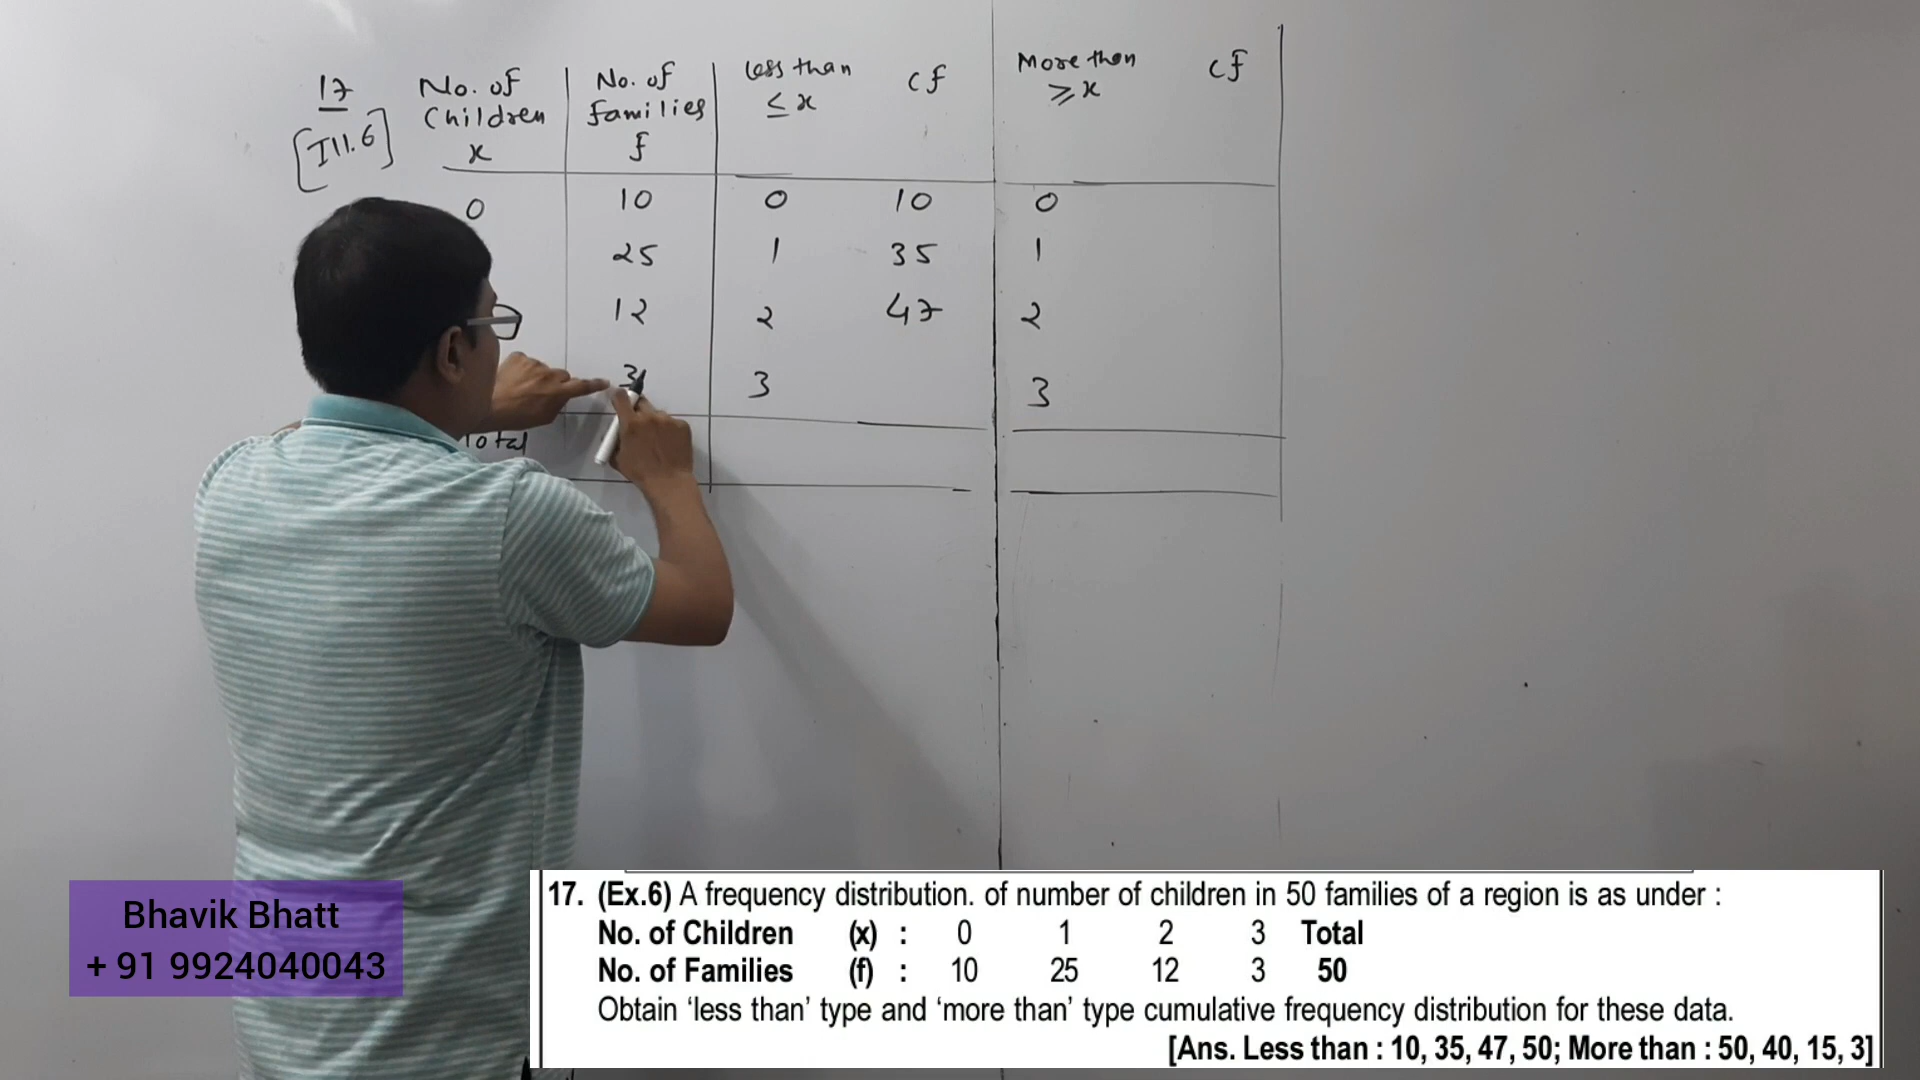 17
[Ill.6]
No. of
Children
x
No. of
families
f
less than
≤ x
cf
More than
≥ x
cf
0 10 0 10 0
25 1 35 1
12 2 47 2
3 3 3
Total
Bhavik Bhatt
+ 91 9924040043
17. (Ex.6) A frequency distribution. of number of children in 50 families of a region is as under :
No. of Children (x) : 0 1 2 3 Total
No. of Families (f) : 10 25 12 3 50
Obtain ‘less than’ type and ‘more than’ type cumulative frequency distribution for these data.
[Ans. Less than : 10, 35, 47, 50; More than : 50, 40, 15, 3]